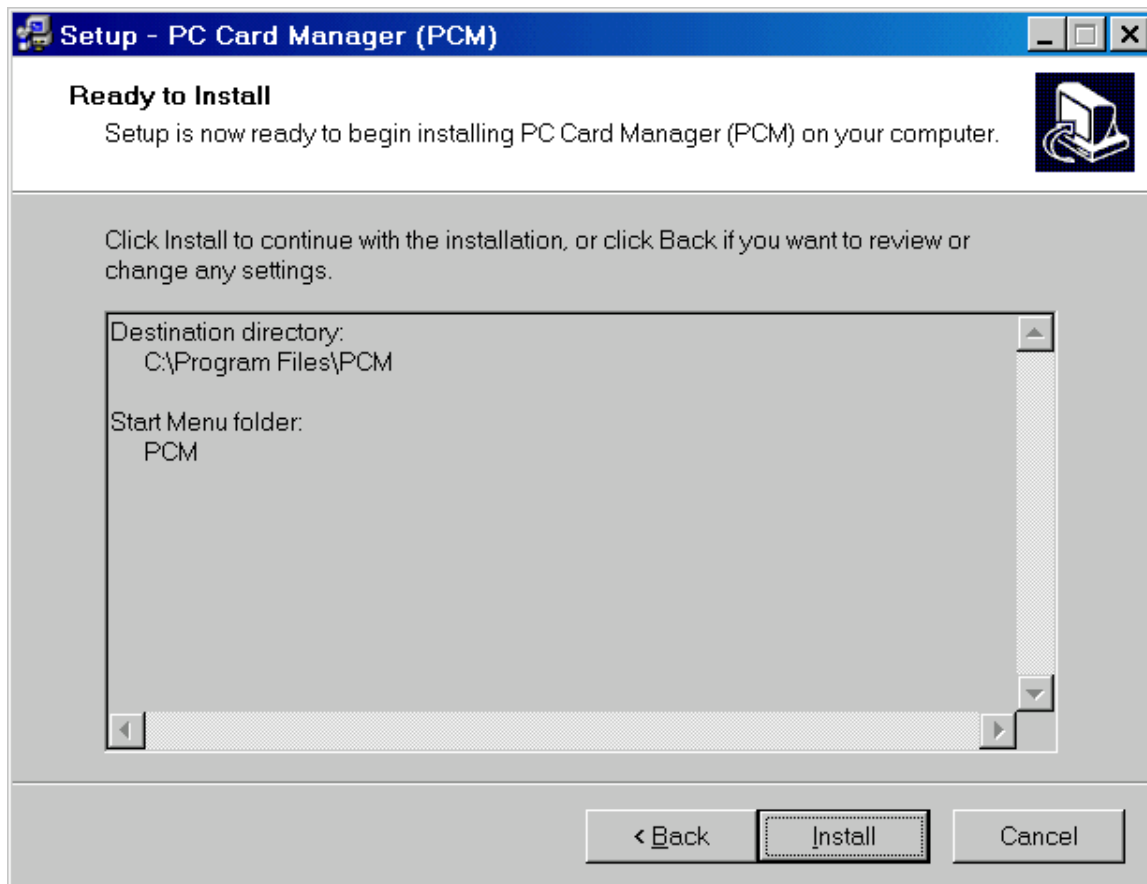 Setup - PC Card Manager (PCM)
Ready to Install
Setup is now ready to begin installing PC Card Manager (PCM) on your computer.
Click Install to continue with the installation, or click Back if you want to review or
change any settings.
Destination directory:
C:\Program Files\PCM
Start Menu folder:
PCM
< Back
Install
Cancel